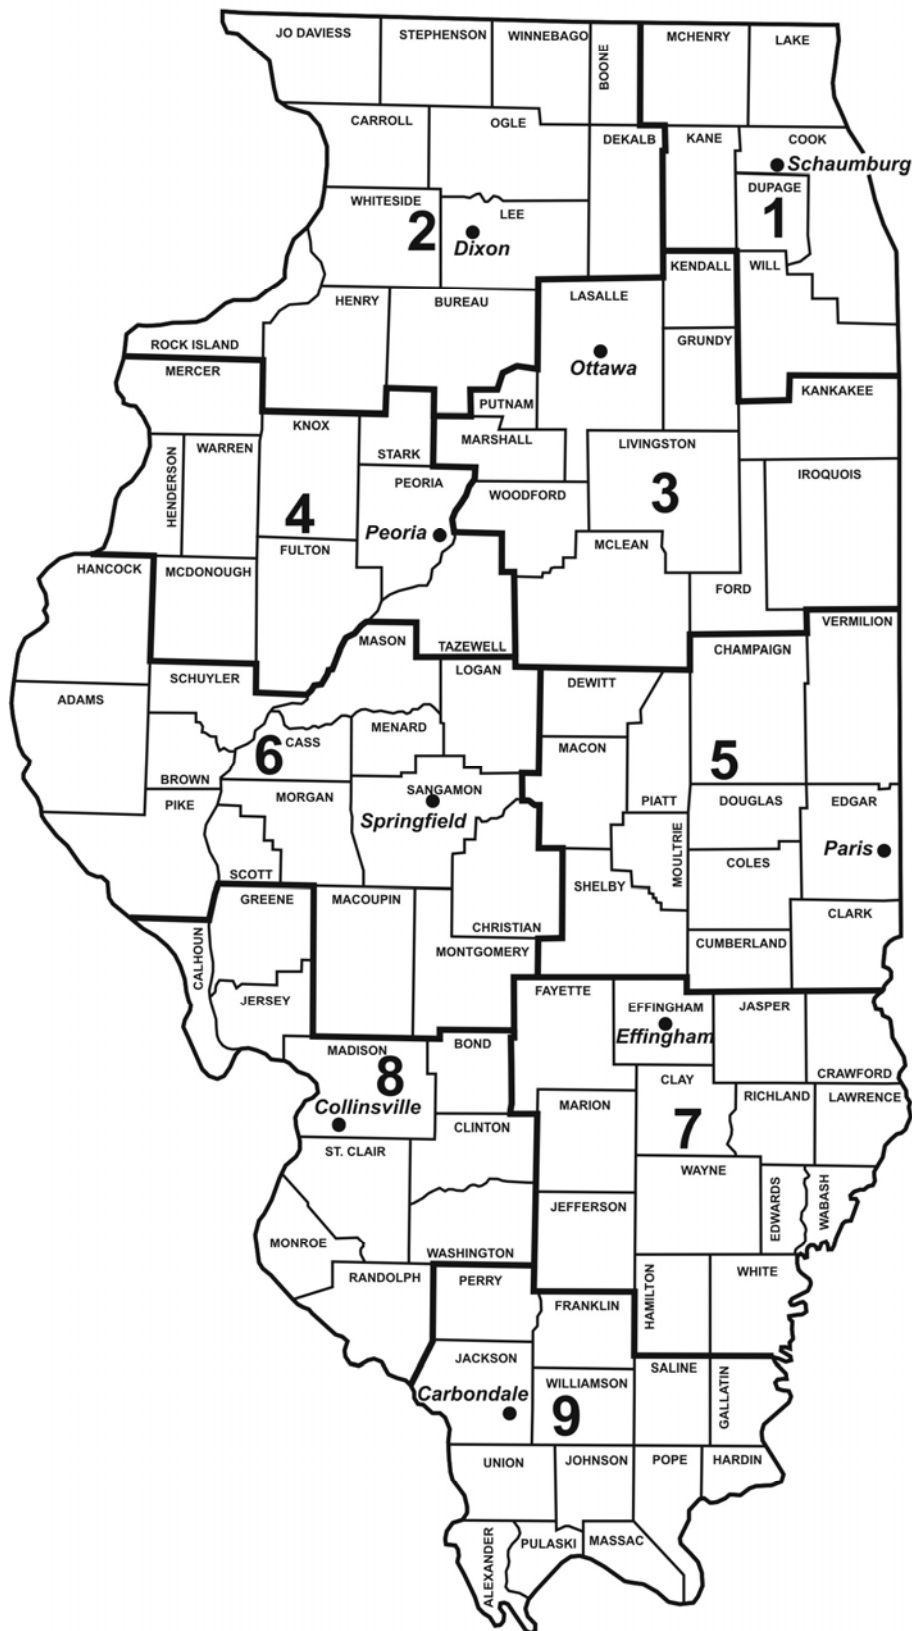 JO DAVIESS
STEPHENSON
WINNEBAGO
BOONE
MCHENRY
LAKE
CARROLL
OGLE
DEKALB
KANE
COOK
Schaumburg
DUPAGE
1
WHITESIDE
2
LEE
Dixon
KENDALL
WILL
HENRY
BUREAU
LASALLE
Ottawa
GRUNDY
ROCK ISLAND
MERCER
KANKAKEE
PUTNAM
KNOX
STARK
MARSHALL
LIVINGSTON
HENDERSON
WARREN
PEORIA
WOODFORD
3
IROQUOIS
4
Peoria
FULTON
MCLEAN
HANCOCK
MCDONOUGH
FORD
VERMILION
MASON
TAZEWELL
CHAMPAIGN
SCHUYLER
LOGAN
DEWITT
ADAMS
MENARD
6
CASS
MACON
5
BROWN
SANGAMON
Springfield
PIKE
MORGAN
PIATT
DOUGLAS
EDGAR
Paris
MOULTRIE
COLES
SCOTT
SHELBY
GREENE
MACOUPIN
CHRISTIAN
CLARK
CALHOUN
MONTGOMERY
CUMBERLAND
JERSEY
FAYETTE
EFFINGHAM
Effingham
JASPER
MADISON
BOND
8
Collinsville
CLAY
CRAWFORD
MARION
RICHLAND
LAWRENCE
CLINTON
7
ST. CLAIR
WAYNE
EDWARDS
WABASH
JEFFERSON
MONROE
WASHINGTON
RANDOLPH
PERRY
HAMILTON
WHITE
FRANKLIN
JACKSON
SALINE
Carbondale
WILLIAMSON
9
GALLATIN
UNION
JOHNSON
POPE
HARDIN
ALEXANDER
PULASKI
MASSAC